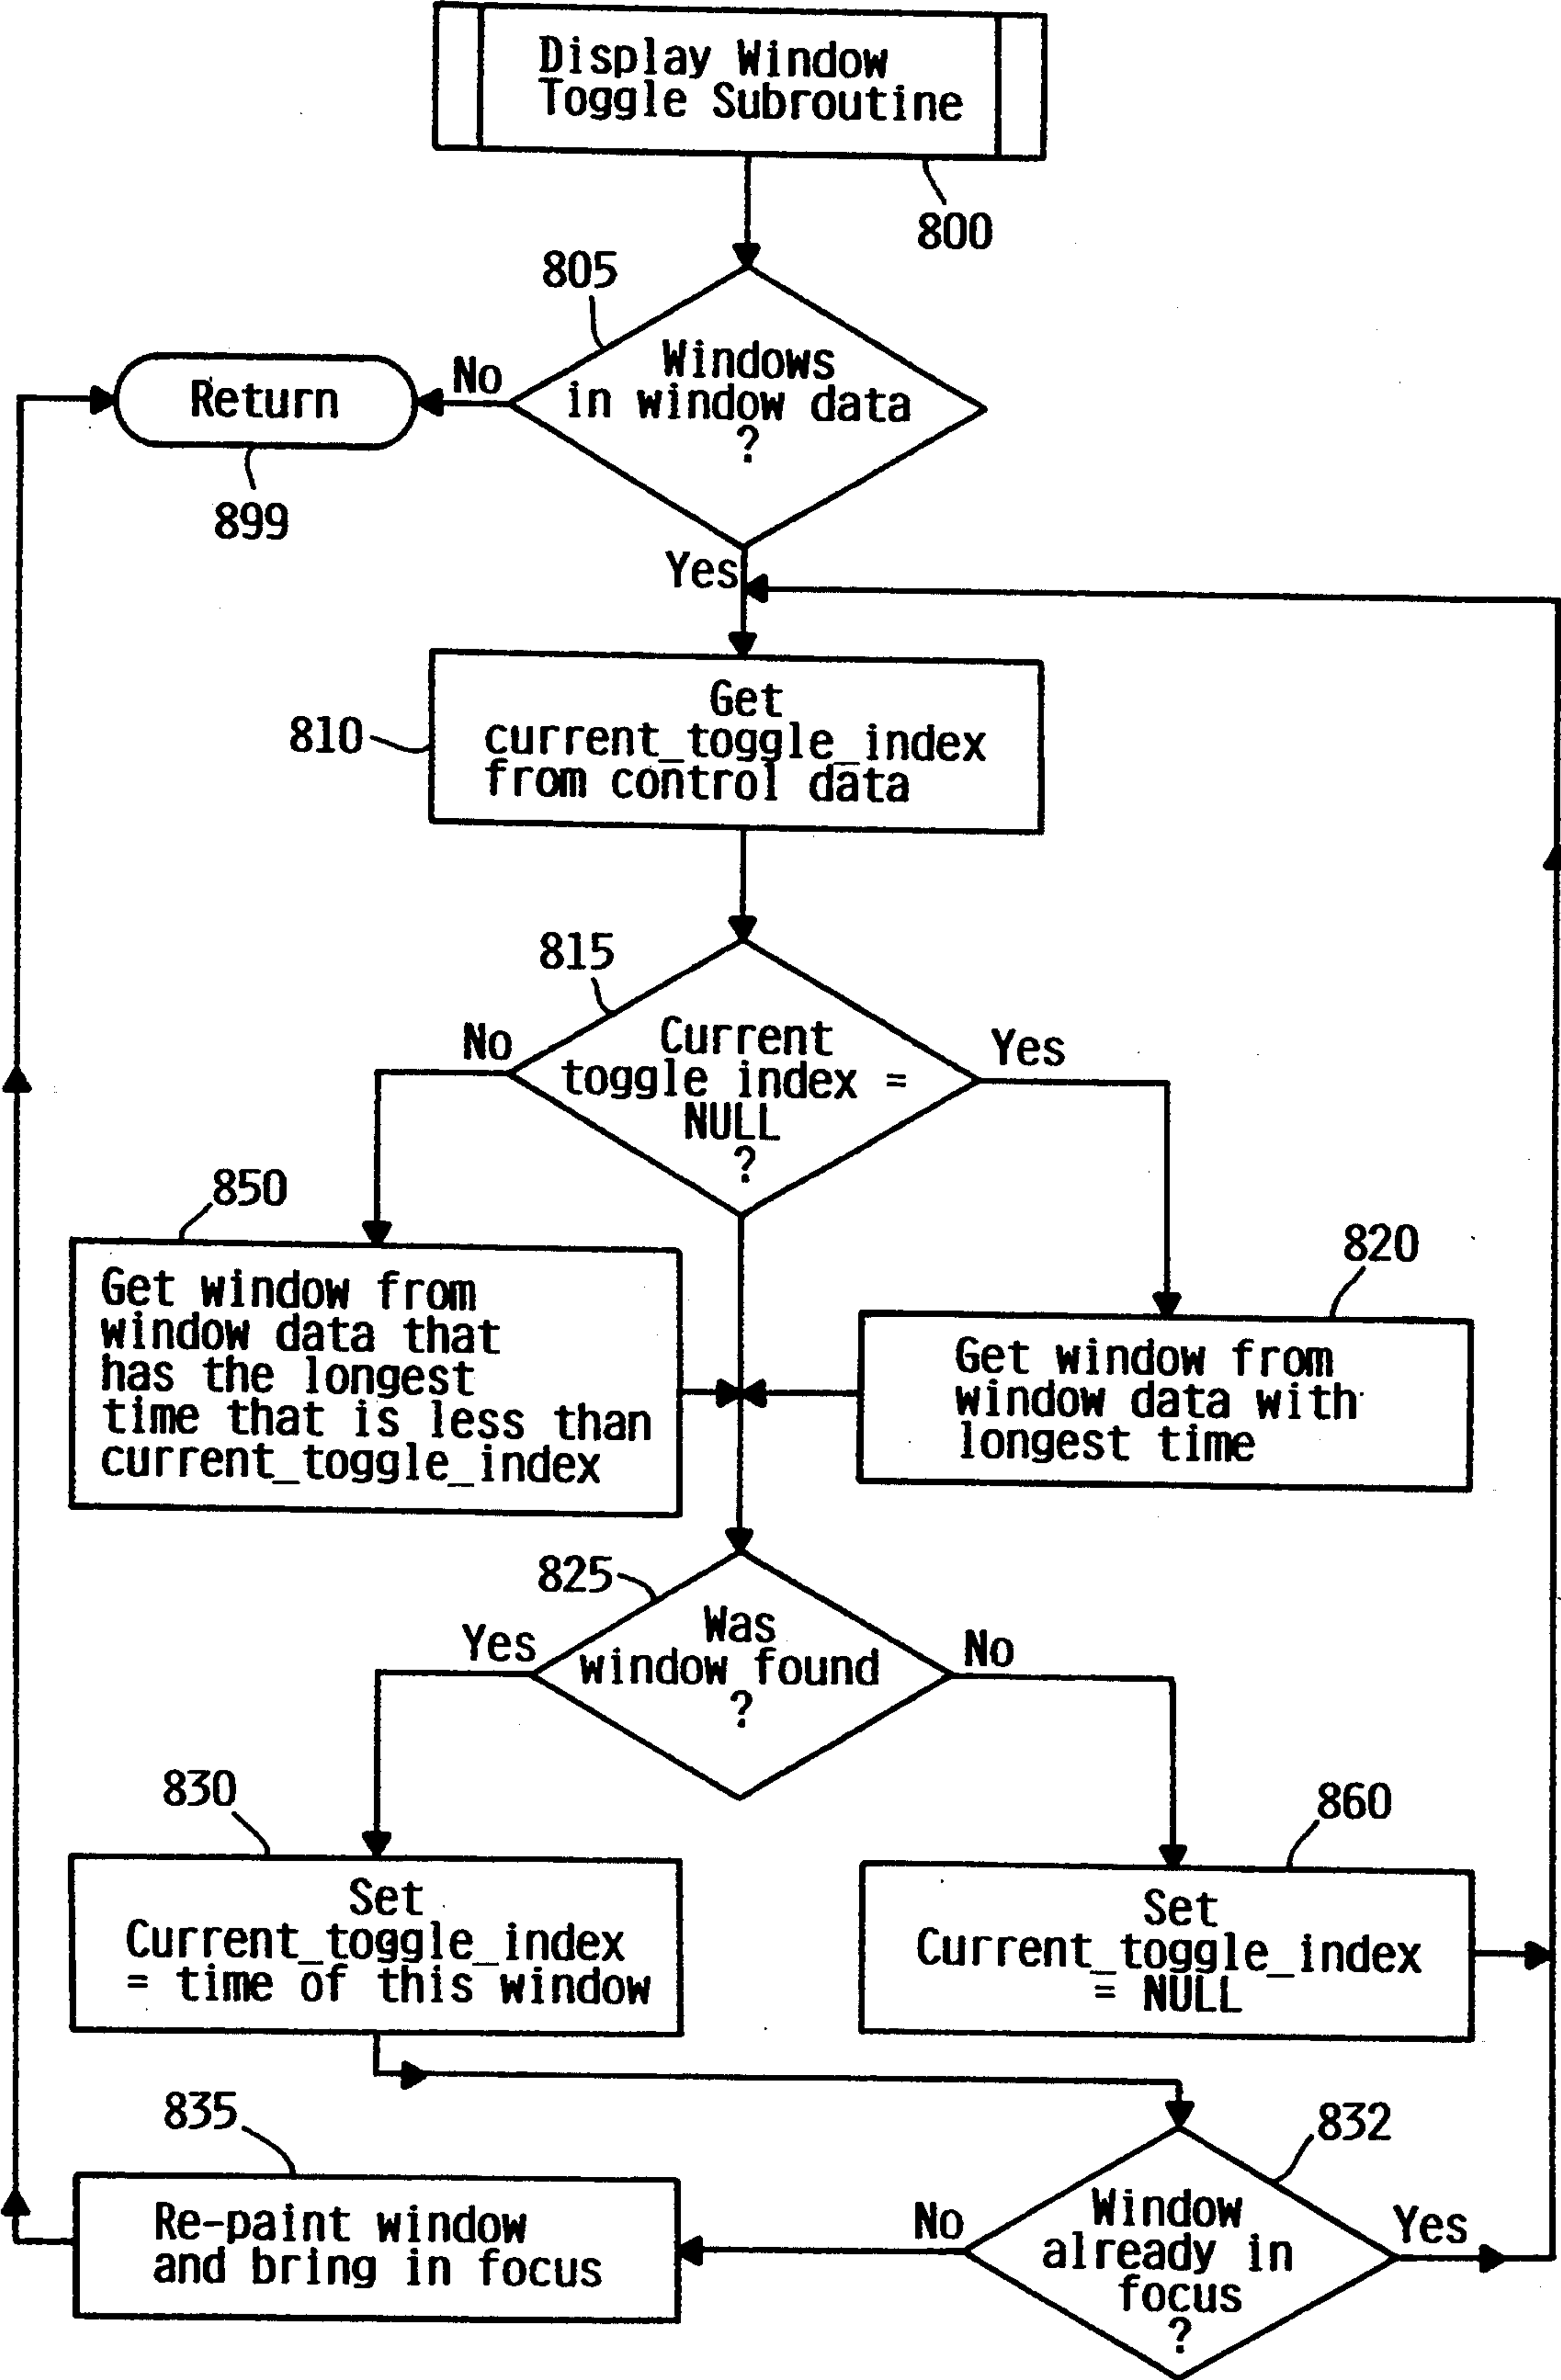 Display Window
Toggle Subroutine
800
805
Windows
in window data
?
No
Return
899
Yes
Get
current_toggle_index
from control data
810
815
Current
toggle index =
NULL
?
No
Yes
850
Get window from
window data that
has the longest
time that is less than
current_toggle_index
820
Get window from
window data with
longest time
825
Was
window found
?
Yes
No
830
Set
Current_toggle_index
= time of this window
860
Set
Current_toggle_index
= NULL
835
Re-paint window
and bring in focus
832
Window
already in
focus
?
No
Yes